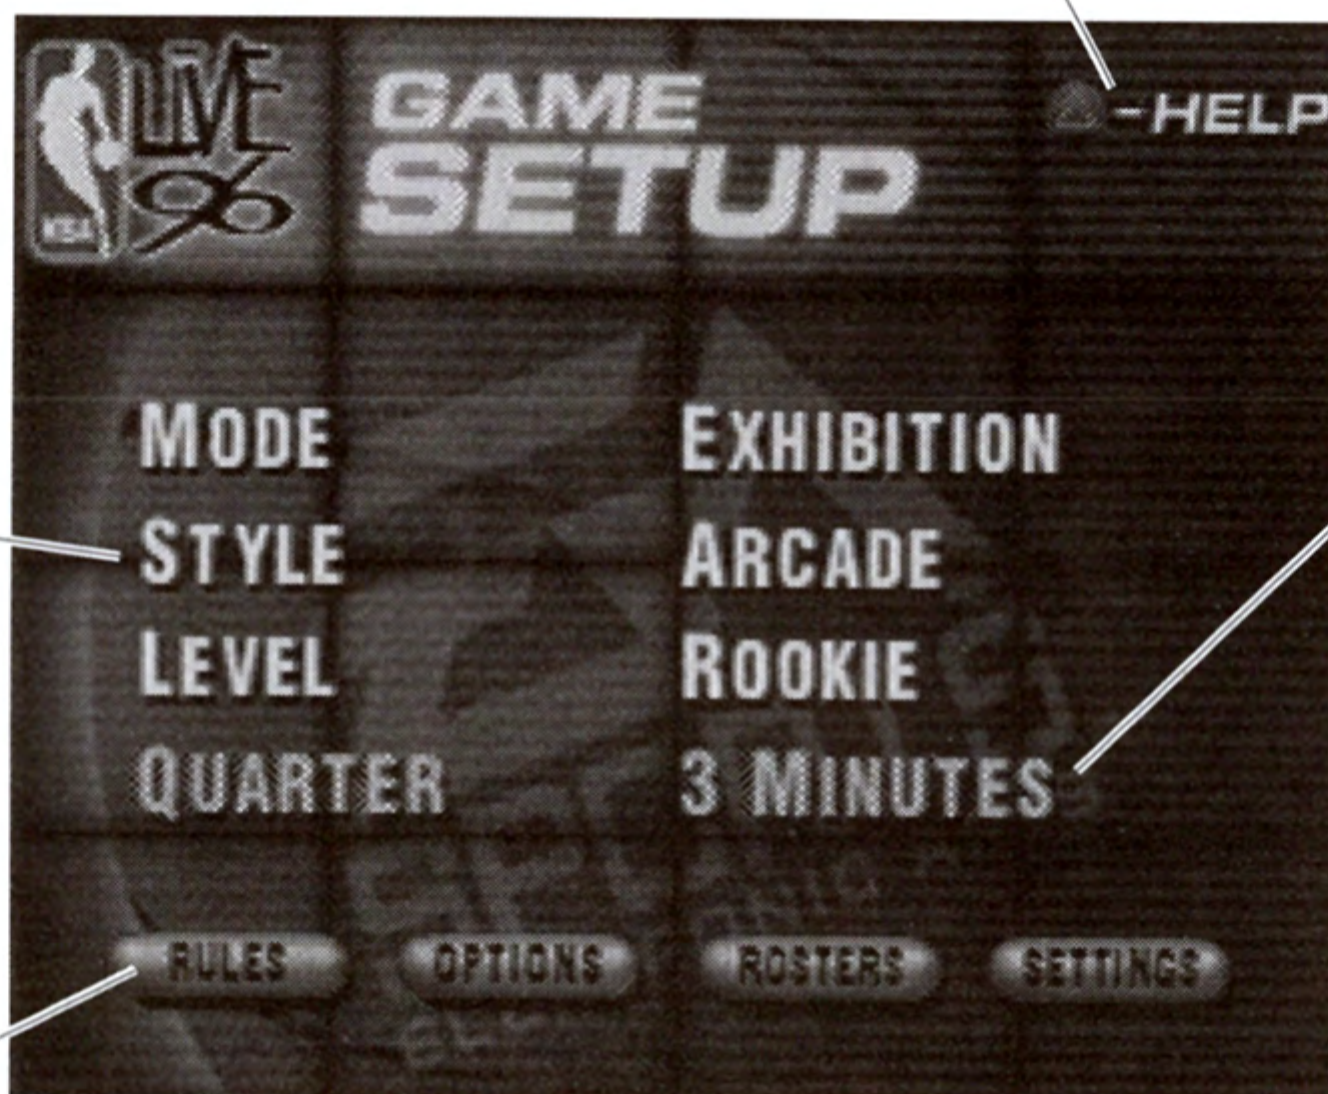 LIVE
96
NBA
GAME
SETUP
-HELP
MODE EXHIBITION
STYLE ARCADE
LEVEL ROOKIE
QUARTER 3 MINUTES
RULES OPTIONS ROSTERS SETTINGS